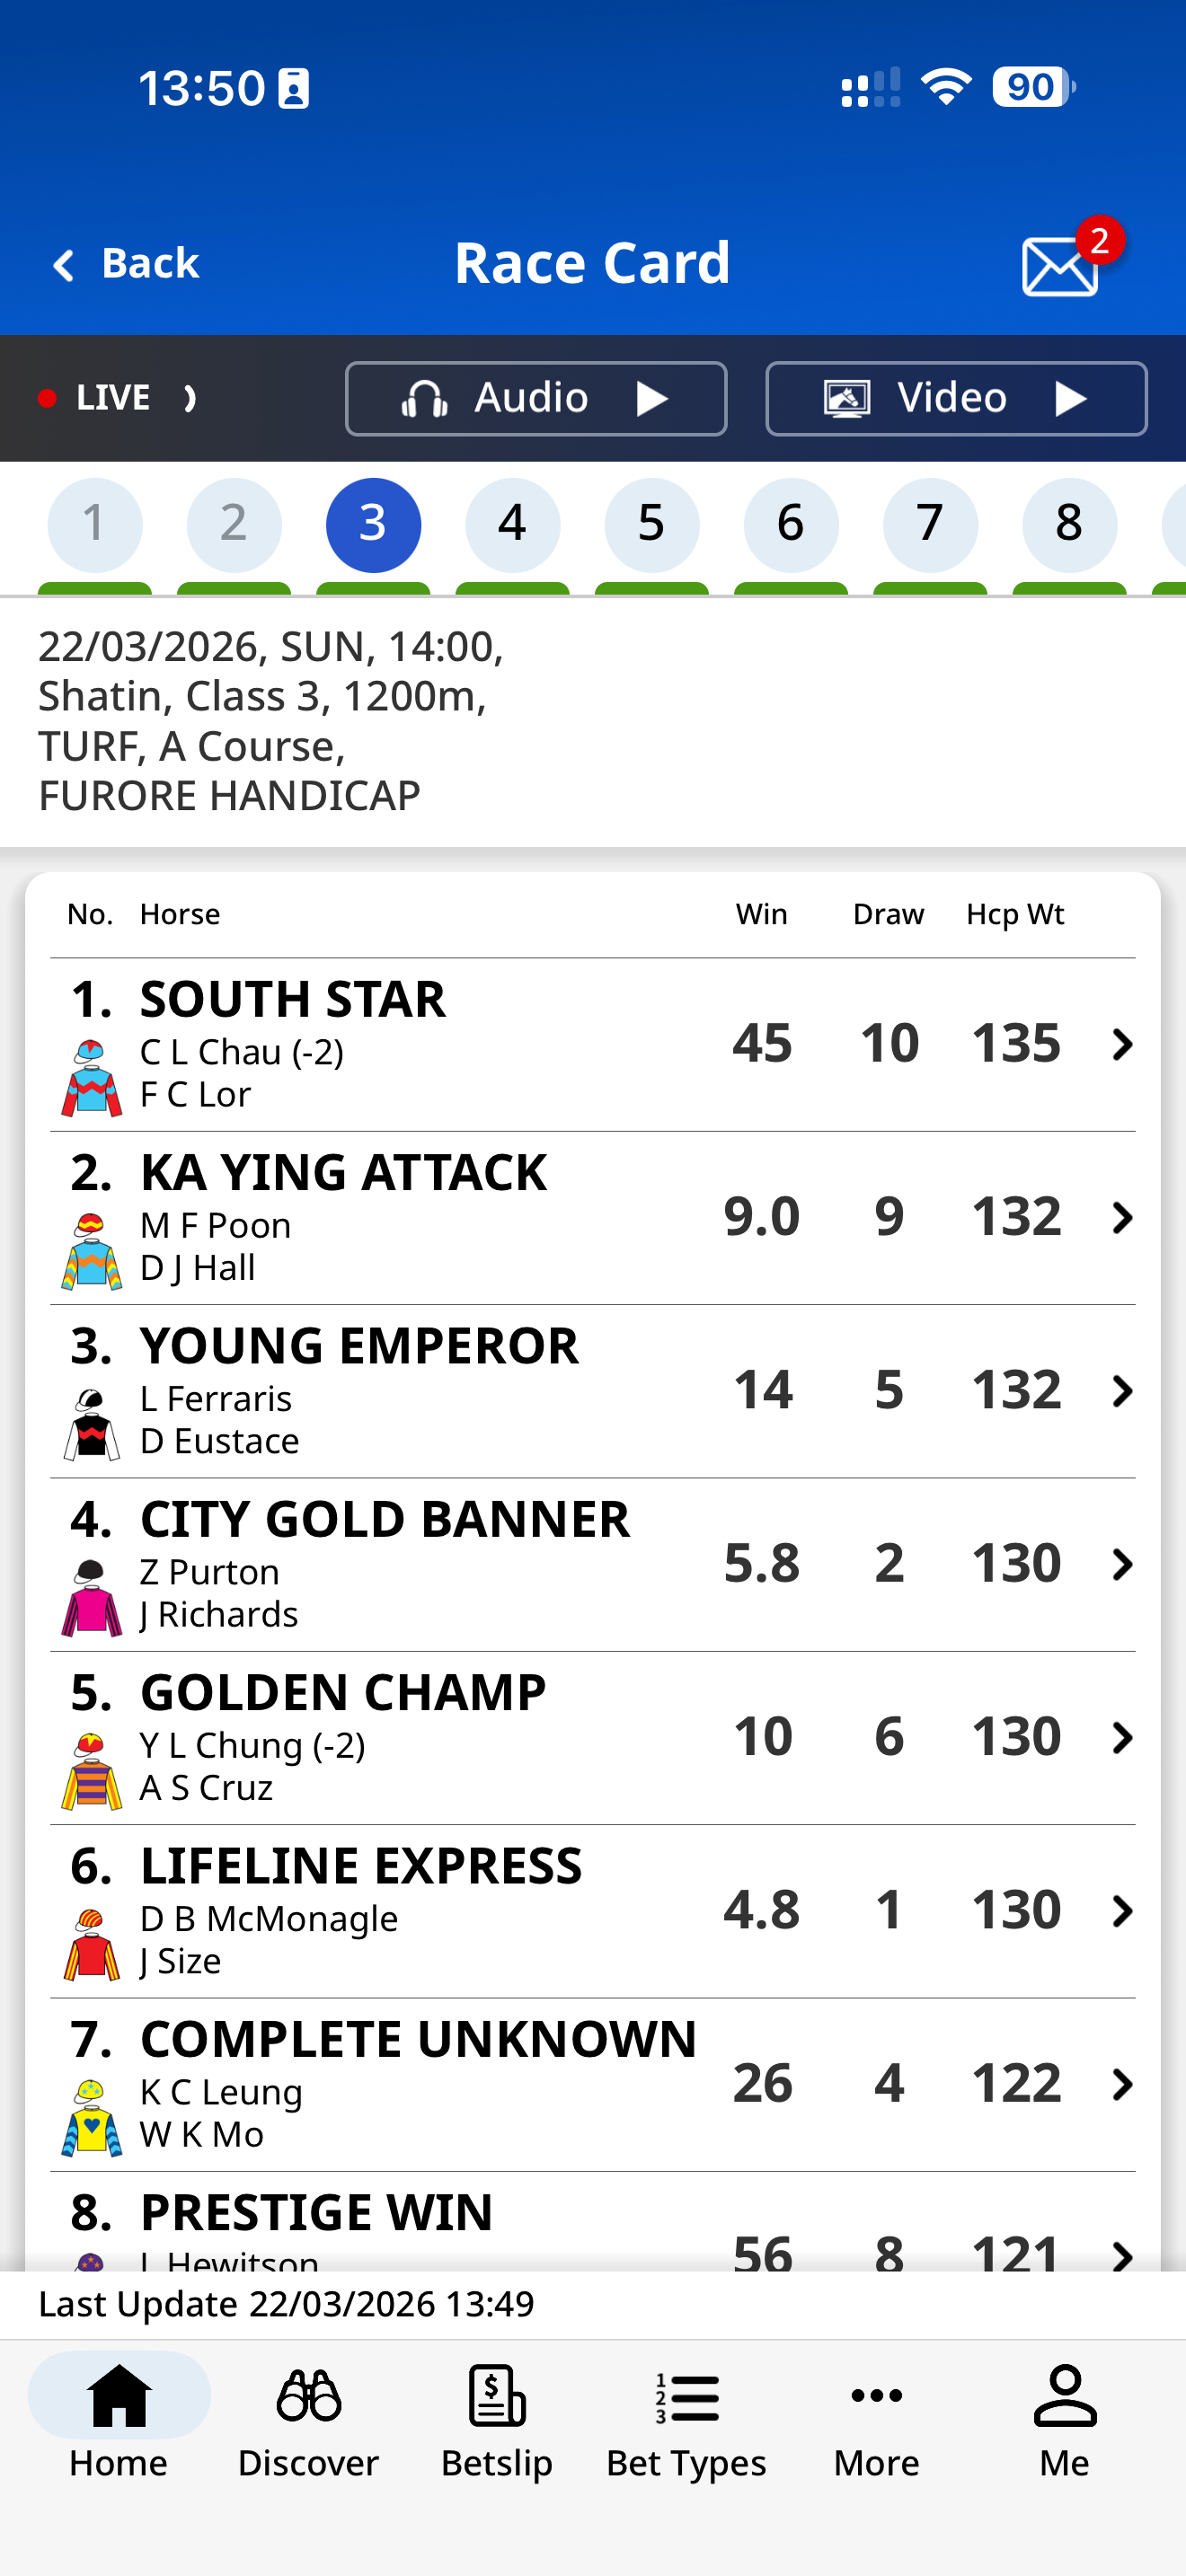 13:50
90
Back
Race Card
2
LIVE
Audio
Video
1 2 3 4 5 6 7 8
22/03/2026, SUN, 14:00,
Shatin, Class 3, 1200m,
TURF, A Course,
FURORE HANDICAP
No. Horse Win Draw Hcp Wt
1. SOUTH STAR
C L Chau (-2)
F C Lor
45 10 135
2. KA YING ATTACK
M F Poon
D J Hall
9.0 9 132
3. YOUNG EMPEROR
L Ferraris
D Eustace
14 5 132
4. CITY GOLD BANNER
Z Purton
J Richards
5.8 2 130
5. GOLDEN CHAMP
Y L Chung (-2)
A S Cruz
10 6 130
6. LIFELINE EXPRESS
D B McMonagle
J Size
4.8 1 130
7. COMPLETE UNKNOWN
K C Leung
W K Mo
26 4 122
8. PRESTIGE WIN
L Hewitson
56 8 121
Last Update 22/03/2026 13:49
Home Discover Betslip Bet Types More Me